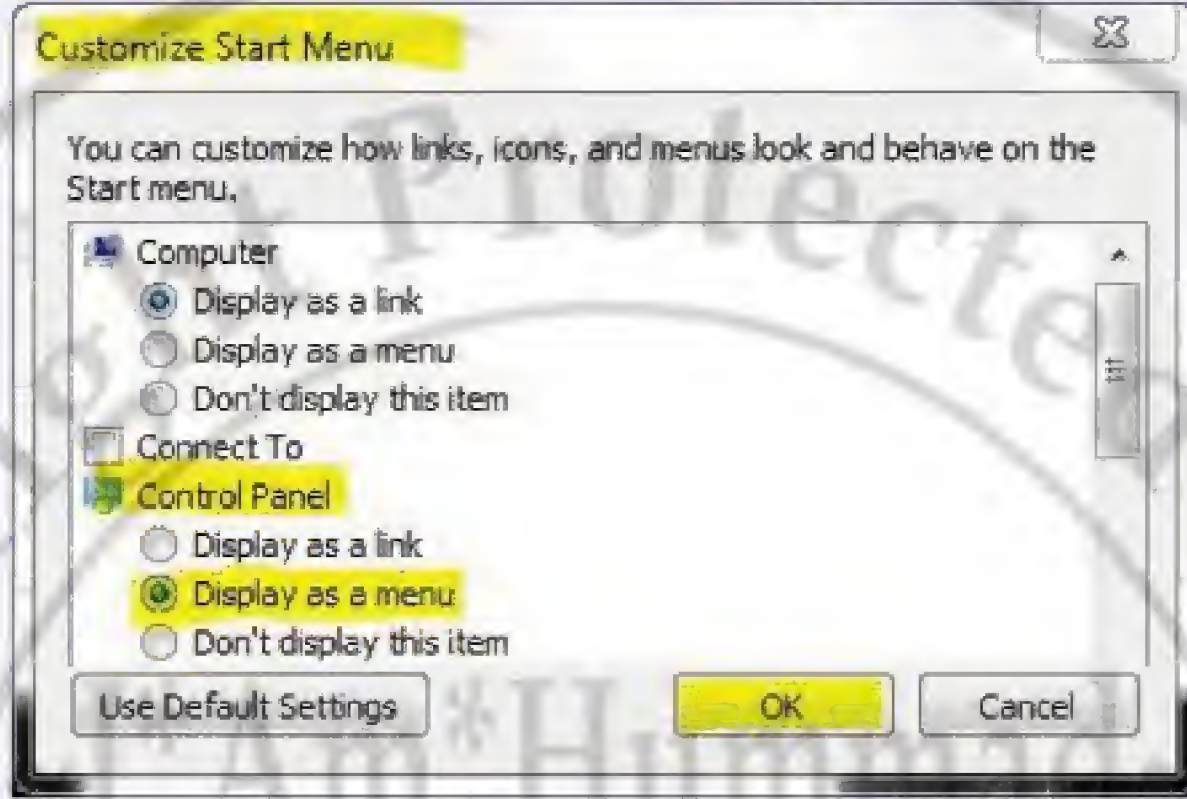 Customize Start Menu
You can customize how links, icons, and menus look and behave on the
Start menu.
Computer
Display as a link
Display as a menu
Don't display this item
Connect To
Control Panel
Display as a link
Display as a menu
Don't display this item
Use Default Settings
OK
Cancel